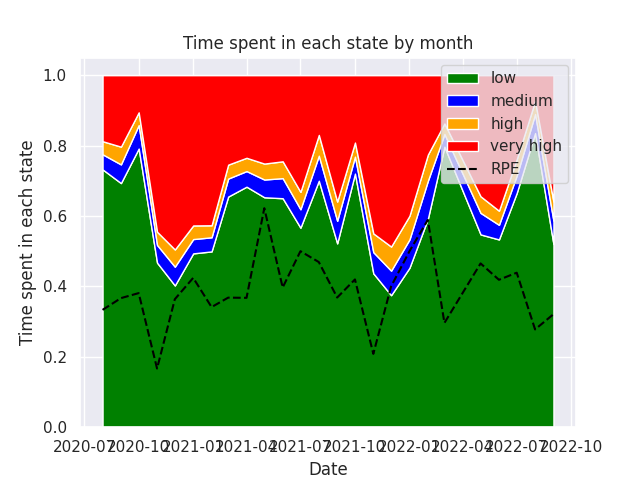 Time spent in each state by month
Time spent in each state
1.0
0.8
0.6
0.4
0.2
0.0
low
medium
high
very high
RPE
2020-07 2020-10 2021-01 2021-04 2021-07 2021-10 2022-01 2022-04 2022-07 2022-10
Date